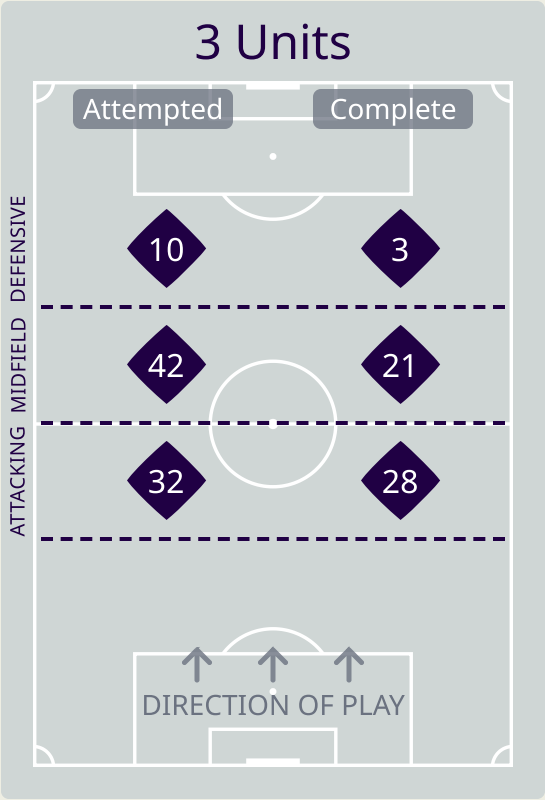 3 Units
Attempted Complete
DEFENSIVE
10 3
MIDFIELD
42 21
ATTACKING
32 28
DIRECTION OF PLAY